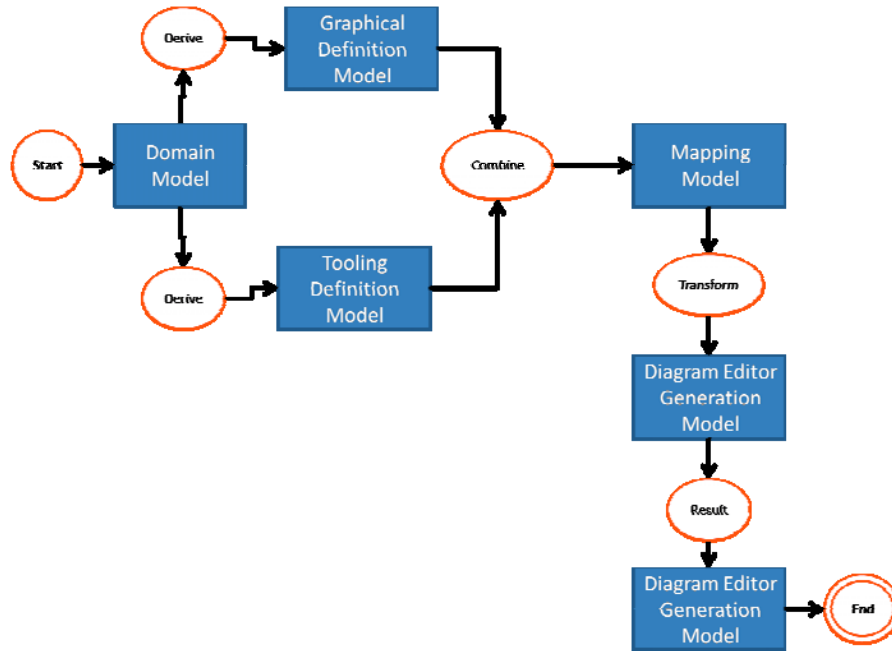 Derive
Graphical
Definition
Model
Start
Domain
Model
Combine
Mapping
Model
Derive
Tooling
Definition
Model
Transform
Diagram Editor
Generation
Model
Result
Diagram Editor
Generation
Model
End